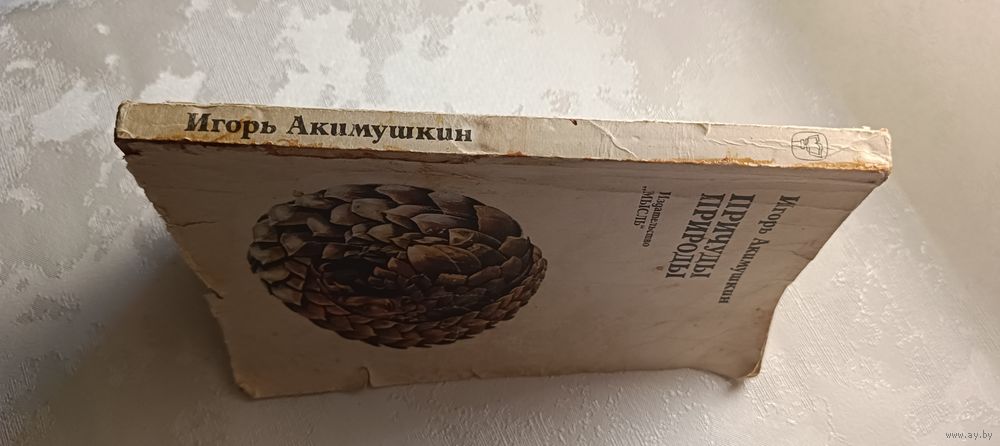 Игорь Акимушкин
Игорь Акимушкин
ПРИЧУДЫ
ПРИРОДЫ
Издательство
„МЫСЛЬ“
www.ay.by